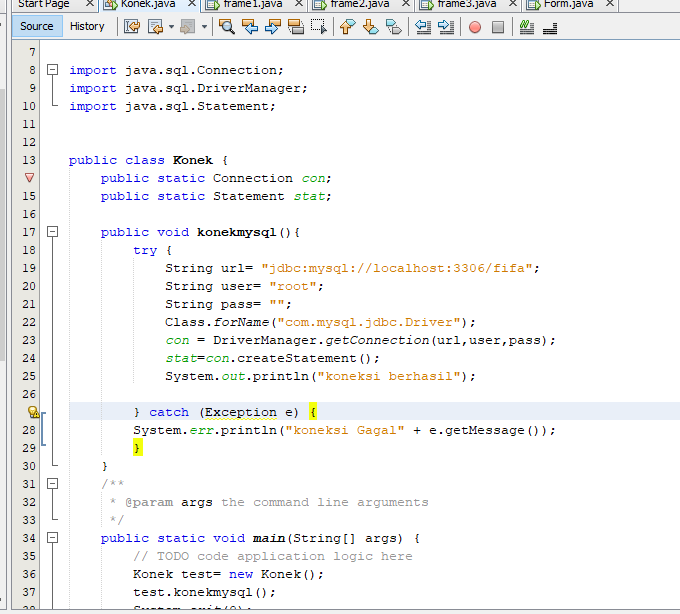 Start Page Konek.java frame1.java frame2.java frame3.java Form.java
Source History
7
8 import java.sql.Connection;
9 import java.sql.DriverManager;
10 import java.sql.Statement;
11
12
13 public class Konek {
public static Connection con;
15 public static Statement stat;
16
17 public void konekmysql(){
18 try {
19 String url= "jdbc:mysql://localhost:3306/fifa";
20 String user= "root";
21 String pass= "";
22 Class.forName("com.mysql.jdbc.Driver");
23 con = DriverManager.getConnection(url,user,pass);
24 stat=con.createStatement();
25 System.out.println("koneksi berhasil");
26
} catch (Exception e) {
28 System.err.println("koneksi Gagal" + e.getMessage());
29 }
30 }
31 /**
32 * @param args the command line arguments
33 */
34 public static void main(String[] args) {
35 // TODO code application logic here
36 Konek test= new Konek();
37 test.konekmysql();
38 System.exit(0);